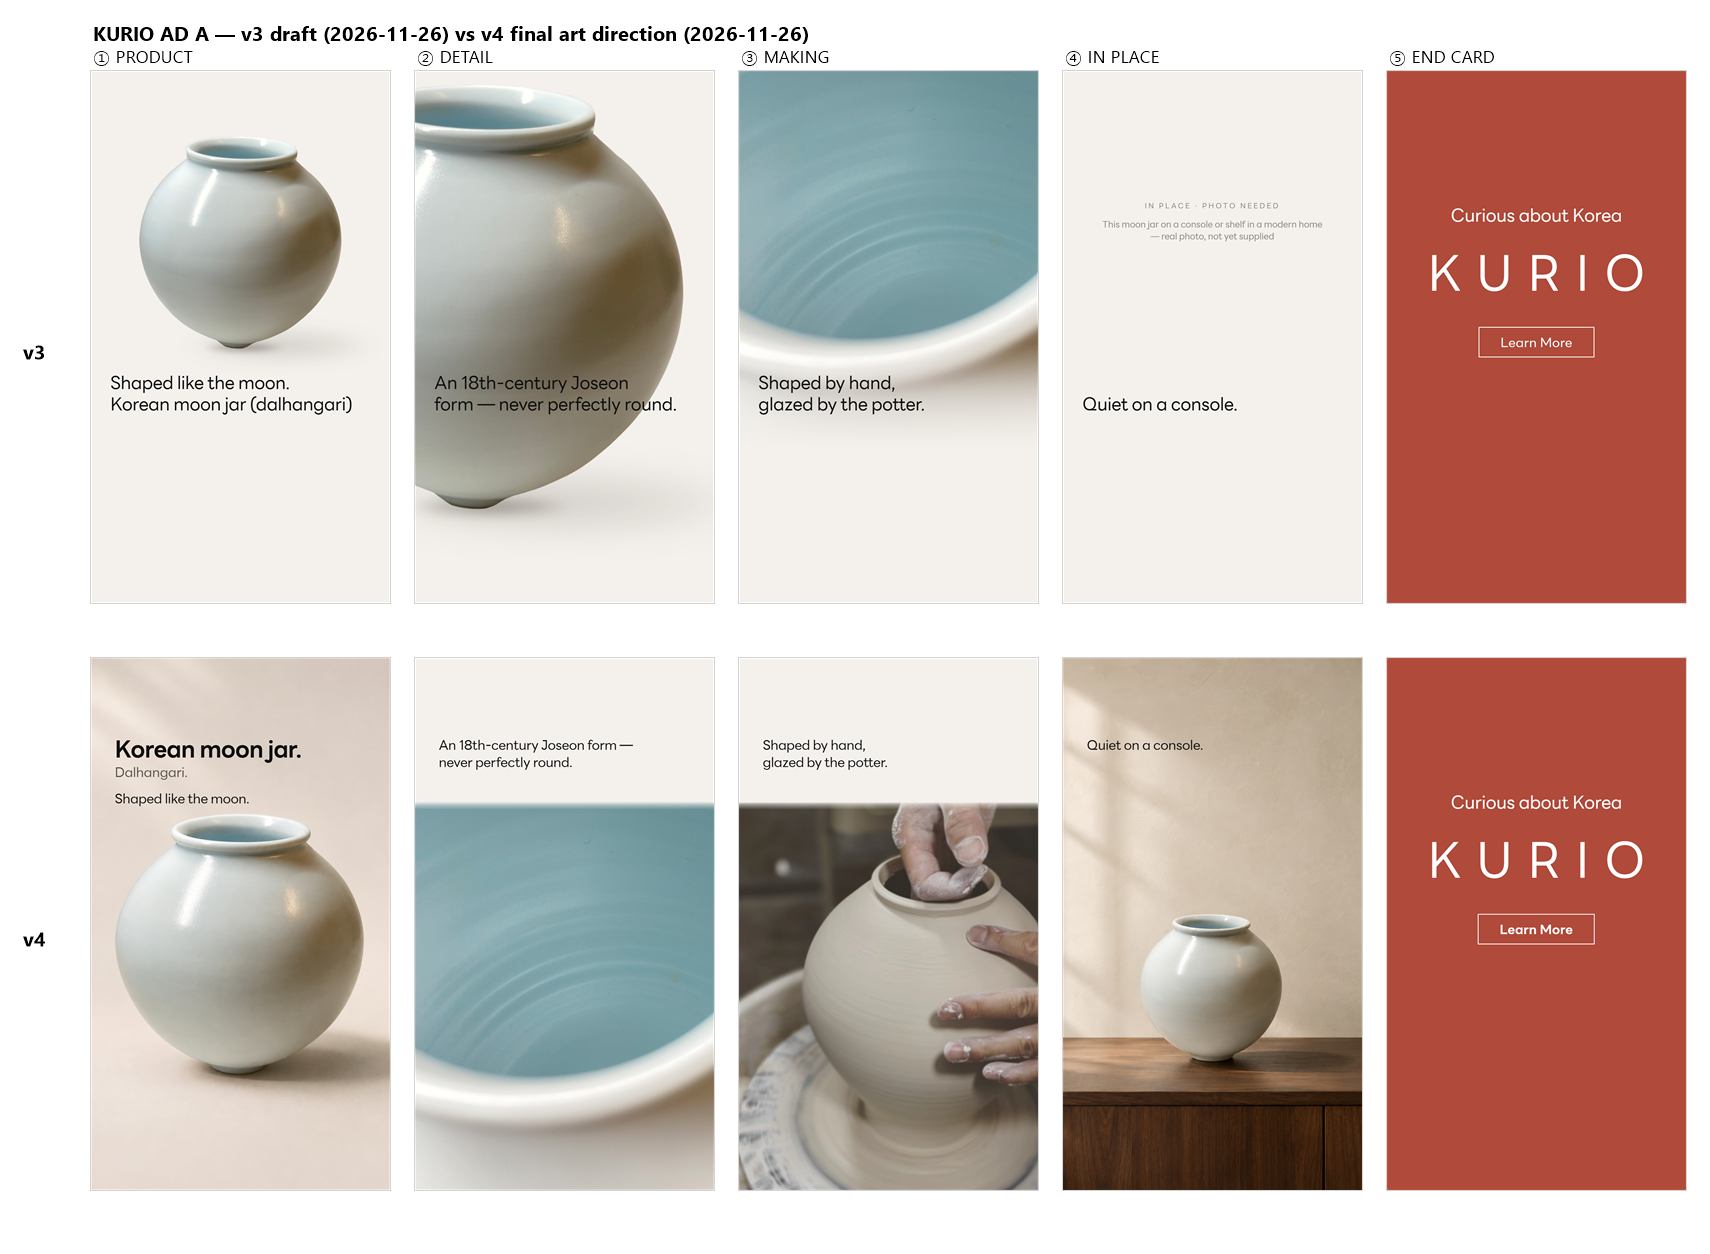 KURIO AD A — v3 draft (2026-11-26) vs v4 final art direction (2026-11-26)
① PRODUCT
② DETAIL
③ MAKING
④ IN PLACE
⑤ END CARD
v3
Shaped like the moon.
Korean moon jar (dalhangari)
An 18th-century Joseon
form — never perfectly round.
Shaped by hand,
glazed by the potter.
IN PLACE · PHOTO NEEDED
This moon jar on a console or shelf in a modern home
— real photo, not yet supplied
Quiet on a console.
Curious about Korea
KURIO
Learn More
v4
Korean moon jar.
Dalhangari.
Shaped like the moon.
An 18th-century Joseon form —
never perfectly round.
Shaped by hand,
glazed by the potter.
Quiet on a console.
Curious about Korea
KURIO
Learn More